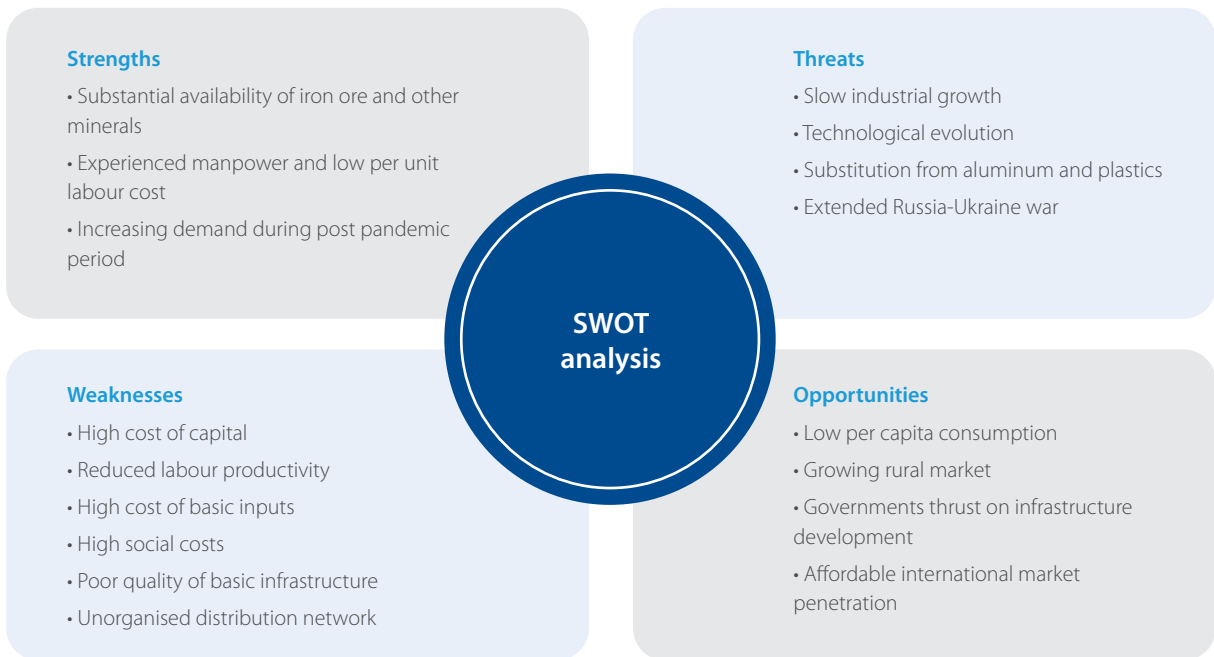 Strengths
• Substantial availability of iron ore and other
minerals
• Experienced manpower and low per unit
labour cost
• Increasing demand during post pandemic
period
Threats
• Slow industrial growth
• Technological evolution
• Substitution from aluminum and plastics
• Extended Russia-Ukraine war
SWOT
analysis
Weaknesses
• High cost of capital
• Reduced labour productivity
• High cost of basic inputs
• High social costs
• Poor quality of basic infrastructure
• Unorganised distribution network
Opportunities
• Low per capita consumption
• Growing rural market
• Governments thrust on infrastructure
development
• Affordable international market
penetration